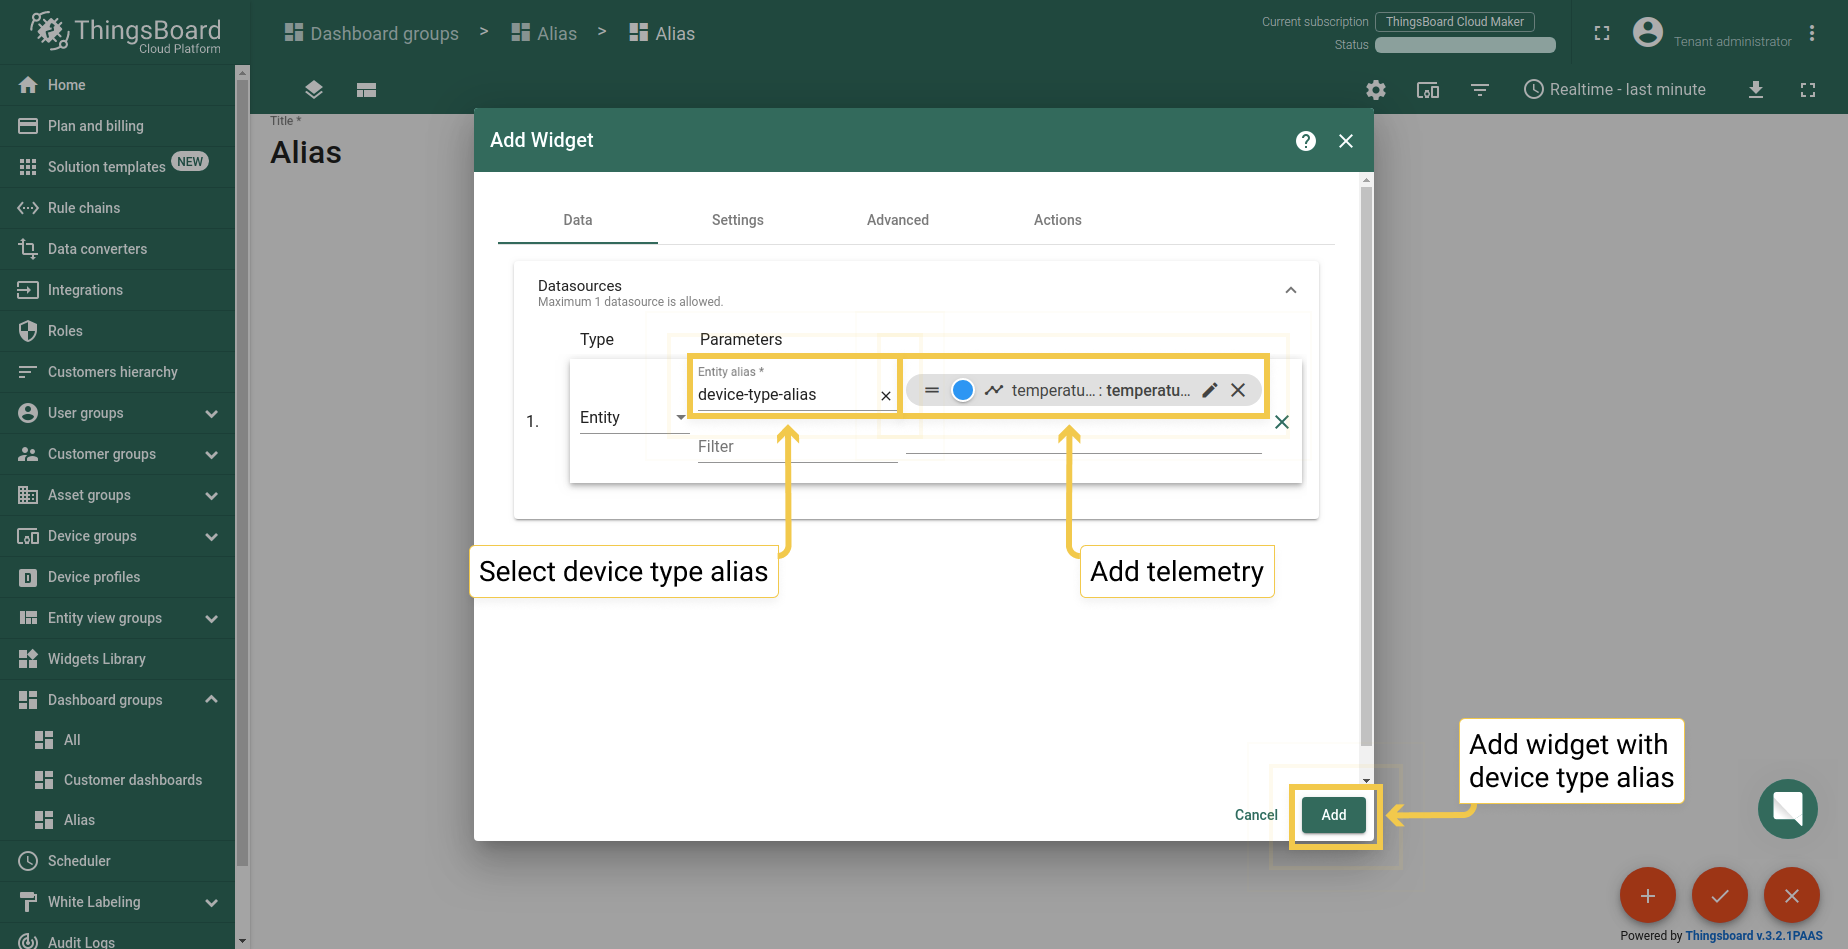 ThingsBoard
Cloud Platform
Dashboard groups > Alias > Alias
Current subscription ThingsBoard Cloud Maker
Status
Tenant administrator
Realtime - last minute
Home
Plan and billing
Solution templates NEW
Rule chains
Data converters
Integrations
Roles
Customers hierarchy
User groups
Customer groups
Asset groups
Device groups
Device profiles
Entity view groups
Widgets Library
Dashboard groups
All
Customer dashboards
Alias
Scheduler
White Labeling
Audit Logs
Title *
Alias
Add Widget
Data Settings Advanced Actions
Datasources
Maximum 1 datasource is allowed.
Type Parameters
1.
Entity
Entity alias *
device-type-alias
temperatu... : temperatu...
Filter
Select device type alias
Add telemetry
Cancel Add
Add widget with
device type alias
Powered by Thingsboard v.3.2.1PAAS